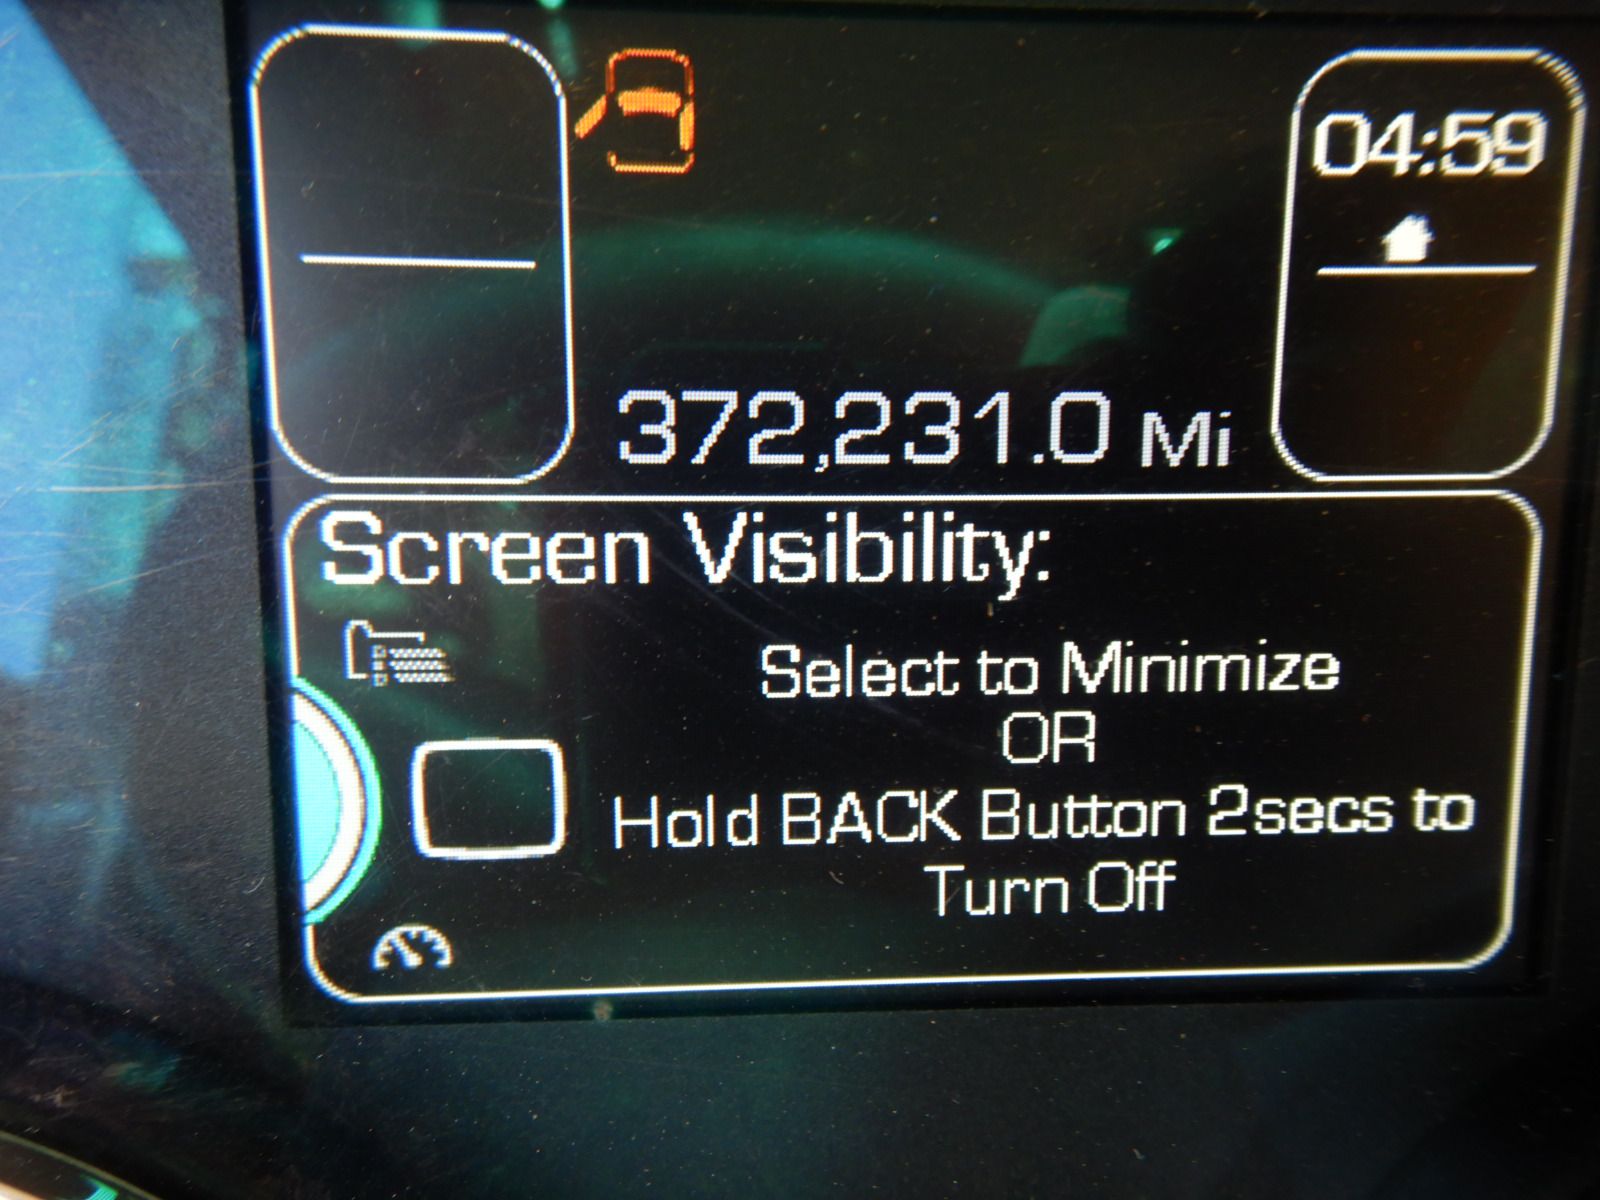 04:59
372,231.0 Mi
Screen Visibility:
Select to Minimize
OR
Hold BACK Button 2secs to
Turn Off